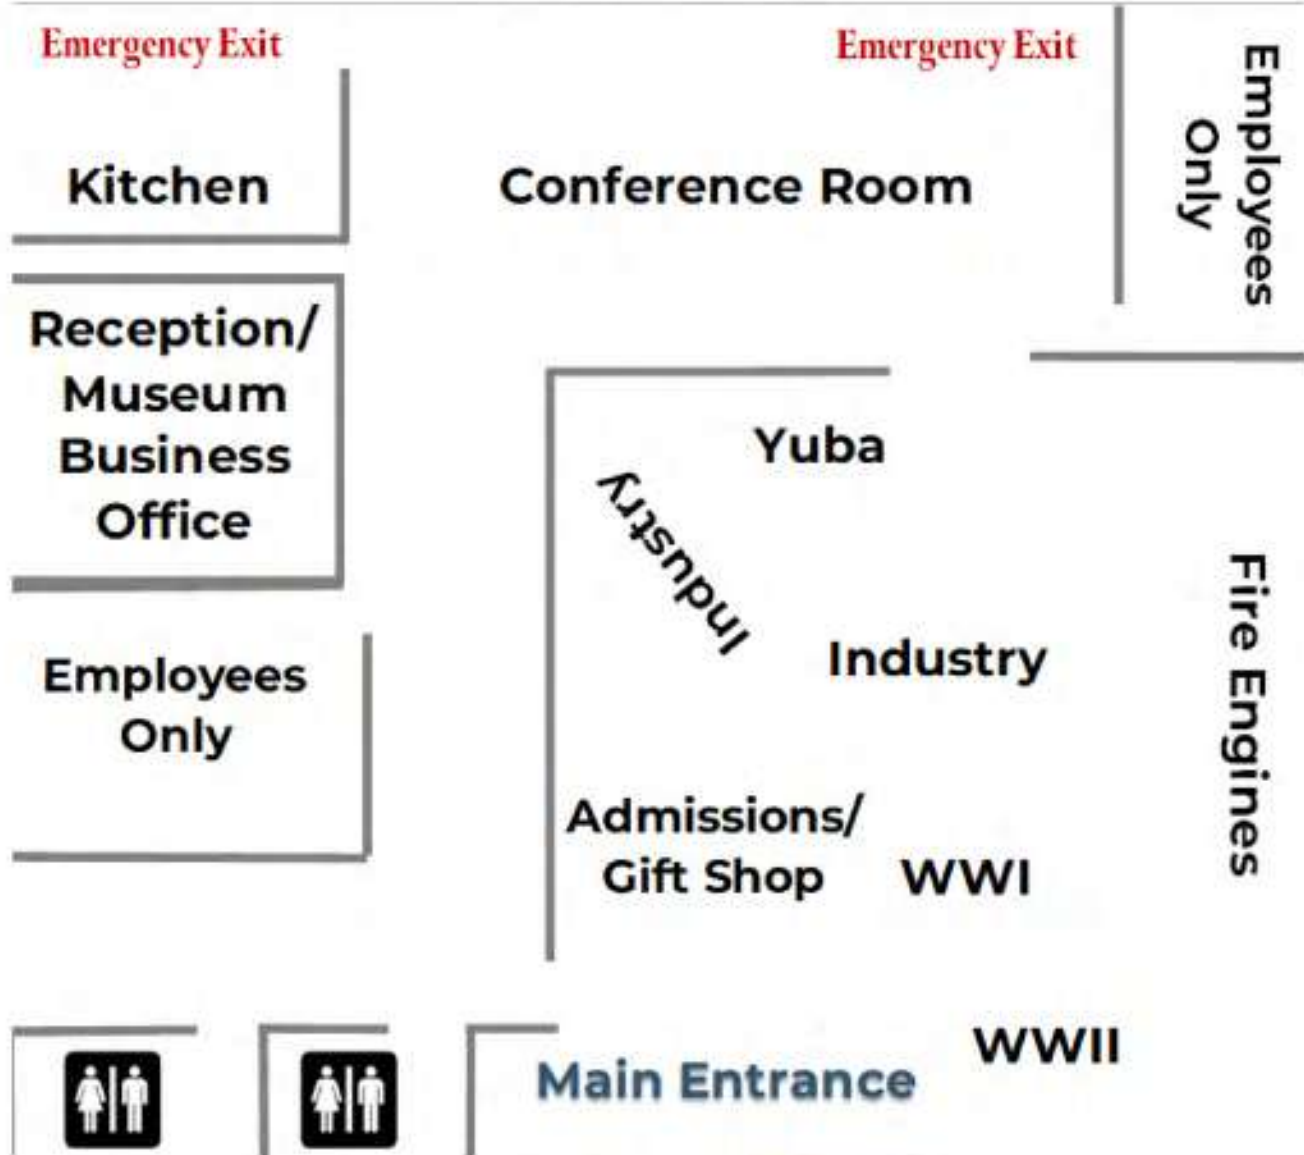 Emergency Exit
Emergency Exit
Kitchen
Conference Room
Employees
Only
Reception/
Museum
Business
Office
Yuba
Industry
Industry
Fire Engines
Employees
Only
Admissions/
Gift Shop
WWI
WWII
Main Entrance